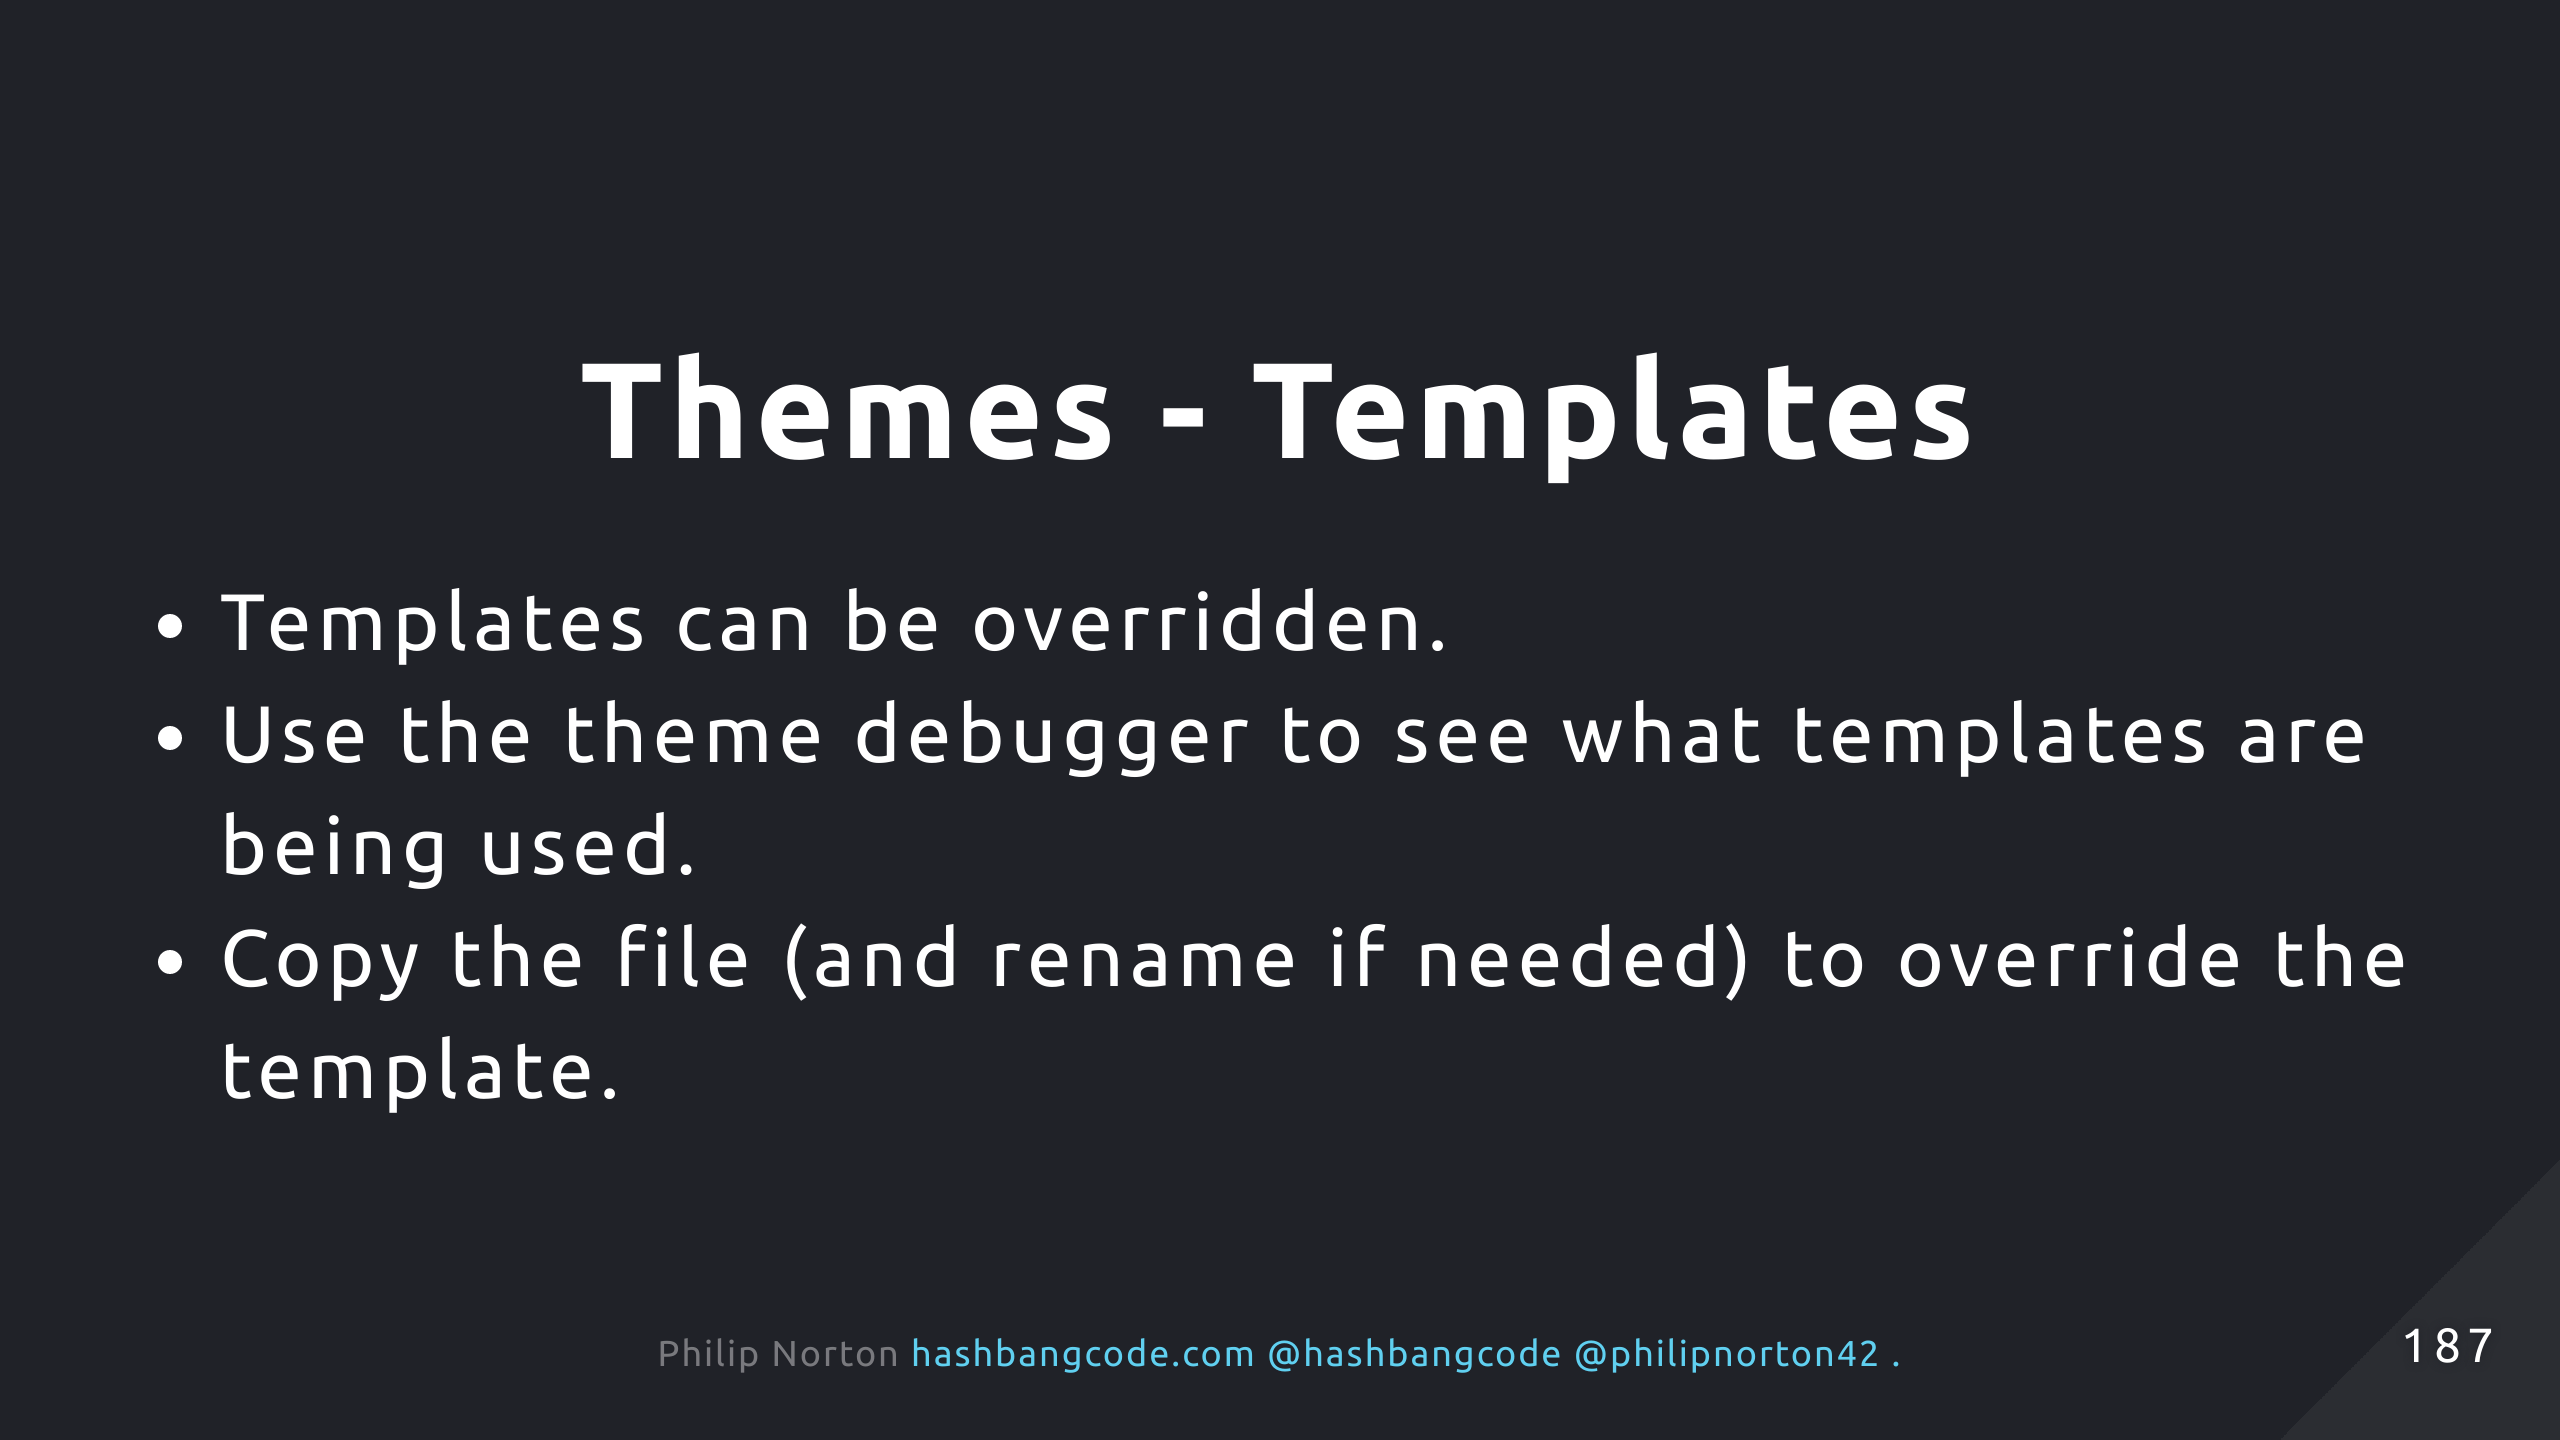 Themes - Templates
• Templates can be overridden.
• Use the theme debugger to see what templates are
being used.
• Copy the file (and rename if needed) to override the
template.
Philip Norton hashbangcode.com @hashbangcode @philipnorton42 .
187